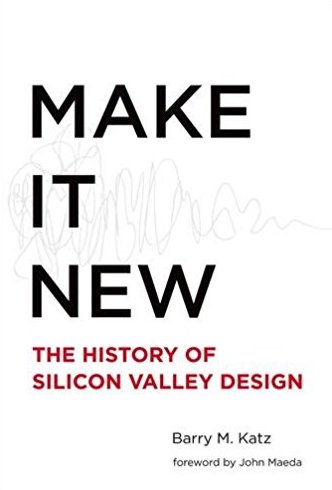 MAKE
IT
NEW
THE HISTORY OF
SILICON VALLEY DESIGN
Barry M. Katz
foreword by John Maeda